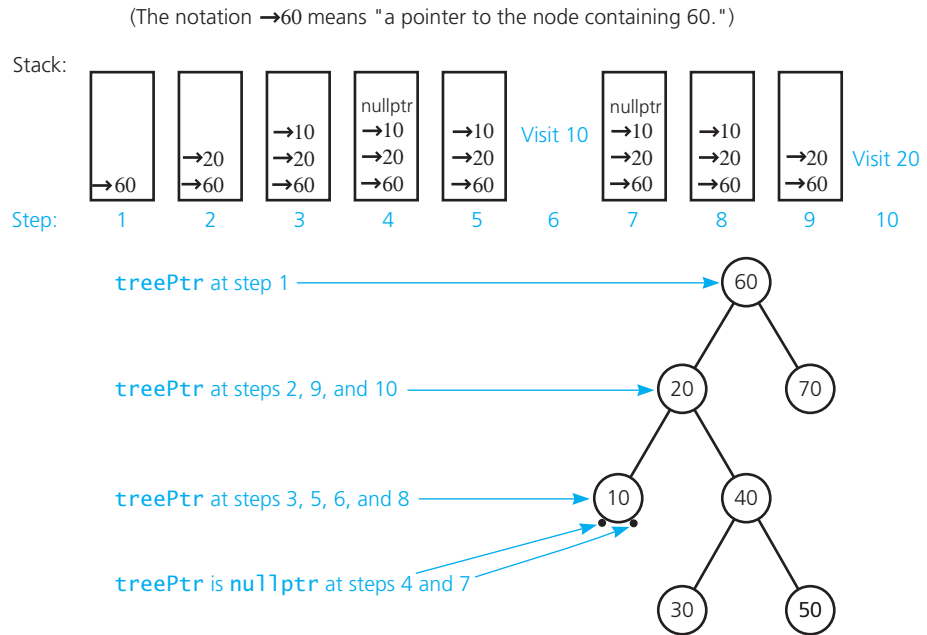 (The notation →60 means "a pointer to the node containing 60.")
Stack:
→60
→20
→60
→10
→20
→60
nullptr
→10
→20
→60
→10
→20
→60
Visit 10
nullptr
→10
→20
→60
→10
→20
→60
→20
→60
Visit 20
Step: 1 2 3 4 5 6 7 8 9 10
treePtr at step 1
60
treePtr at steps 2, 9, and 10
20
70
treePtr at steps 3, 5, 6, and 8
10
40
treePtr is nullptr at steps 4 and 7
30
50